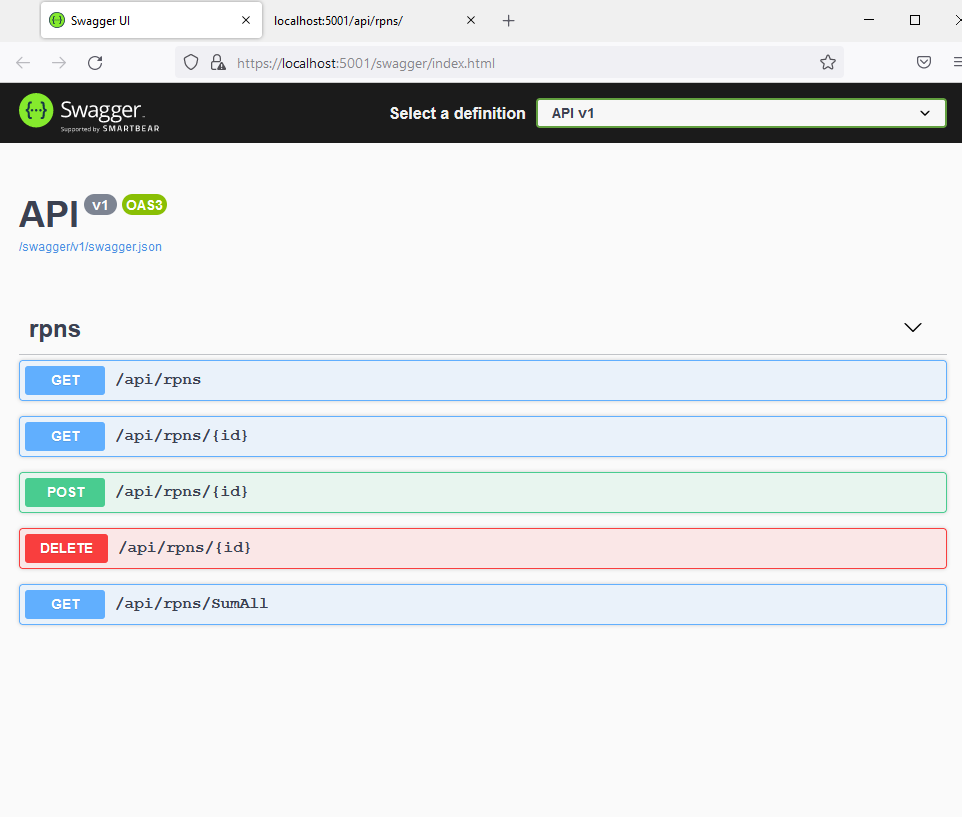 Swagger UI
localhost:5001/api/rpns/
https://localhost:5001/swagger/index.html
Swagger
Supported by SMARTBEAR
Select a definition
API v1
API v1 OAS3
/swagger/v1/swagger.json
rpns
GET /api/rpns
GET /api/rpns/{id}
POST /api/rpns/{id}
DELETE /api/rpns/{id}
GET /api/rpns/SumAll